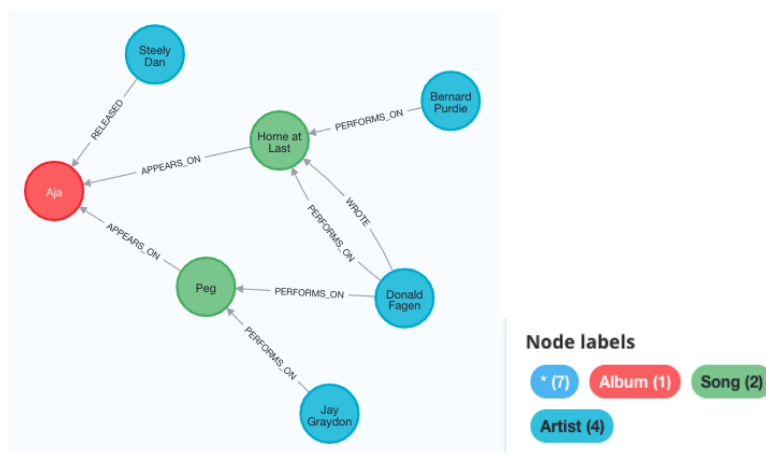 Steely
Dan
RELEASED
Bernard
Purdie
PERFORMS_ON
Home at
Last
APPEARS_ON
Aja
WROTE
PERFORMS_ON
APPEARS_ON
Peg
PERFORMS_ON
Donald
Fagen
PERFORMS_ON
Jay
Graydon
Node labels
* (7) Album (1) Song (2)
Artist (4)